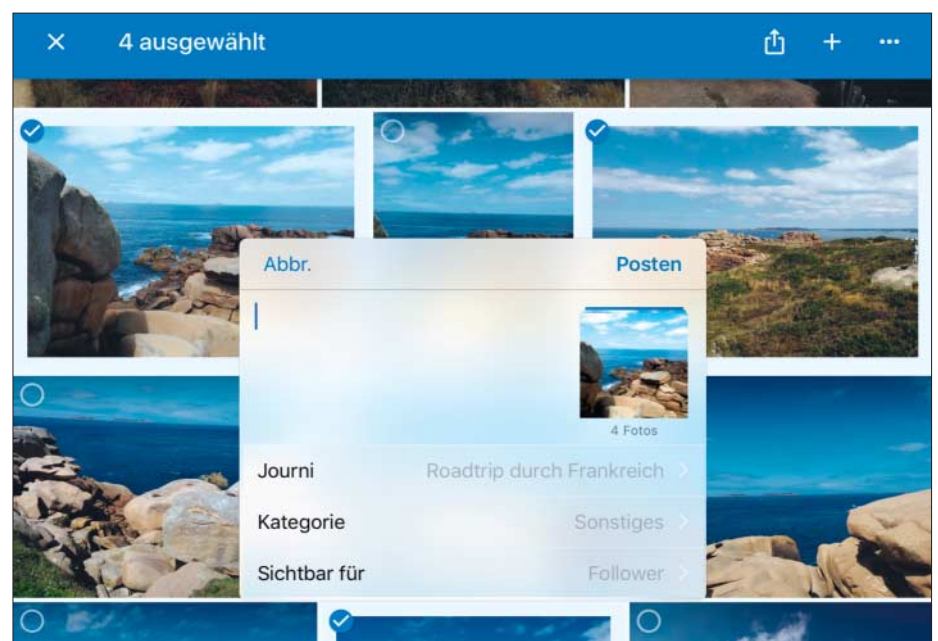 4 ausgewählt
Abbr.
Posten
4 Fotos
Journi
Roadtrip durch Frankreich
Kategorie
Sonstiges
Sichtbar für
Follower